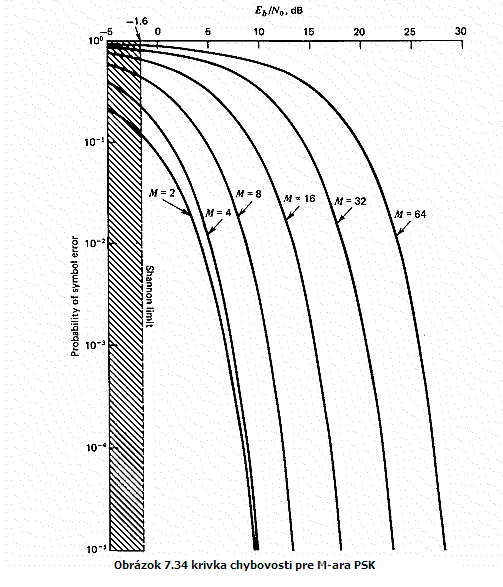 E_b/N_0, dB
−1.6
−5 0 5 10 15 20 25 30
10^0
10^-1
10^-2
10^-3
10^-4
10^-5
Probability of symbol error
Shannon limit
M = 2
M = 4
M = 8
M = 16
M = 32
M = 64
Obrázok 7.34 krivka chybovosti pre M-ara PSK